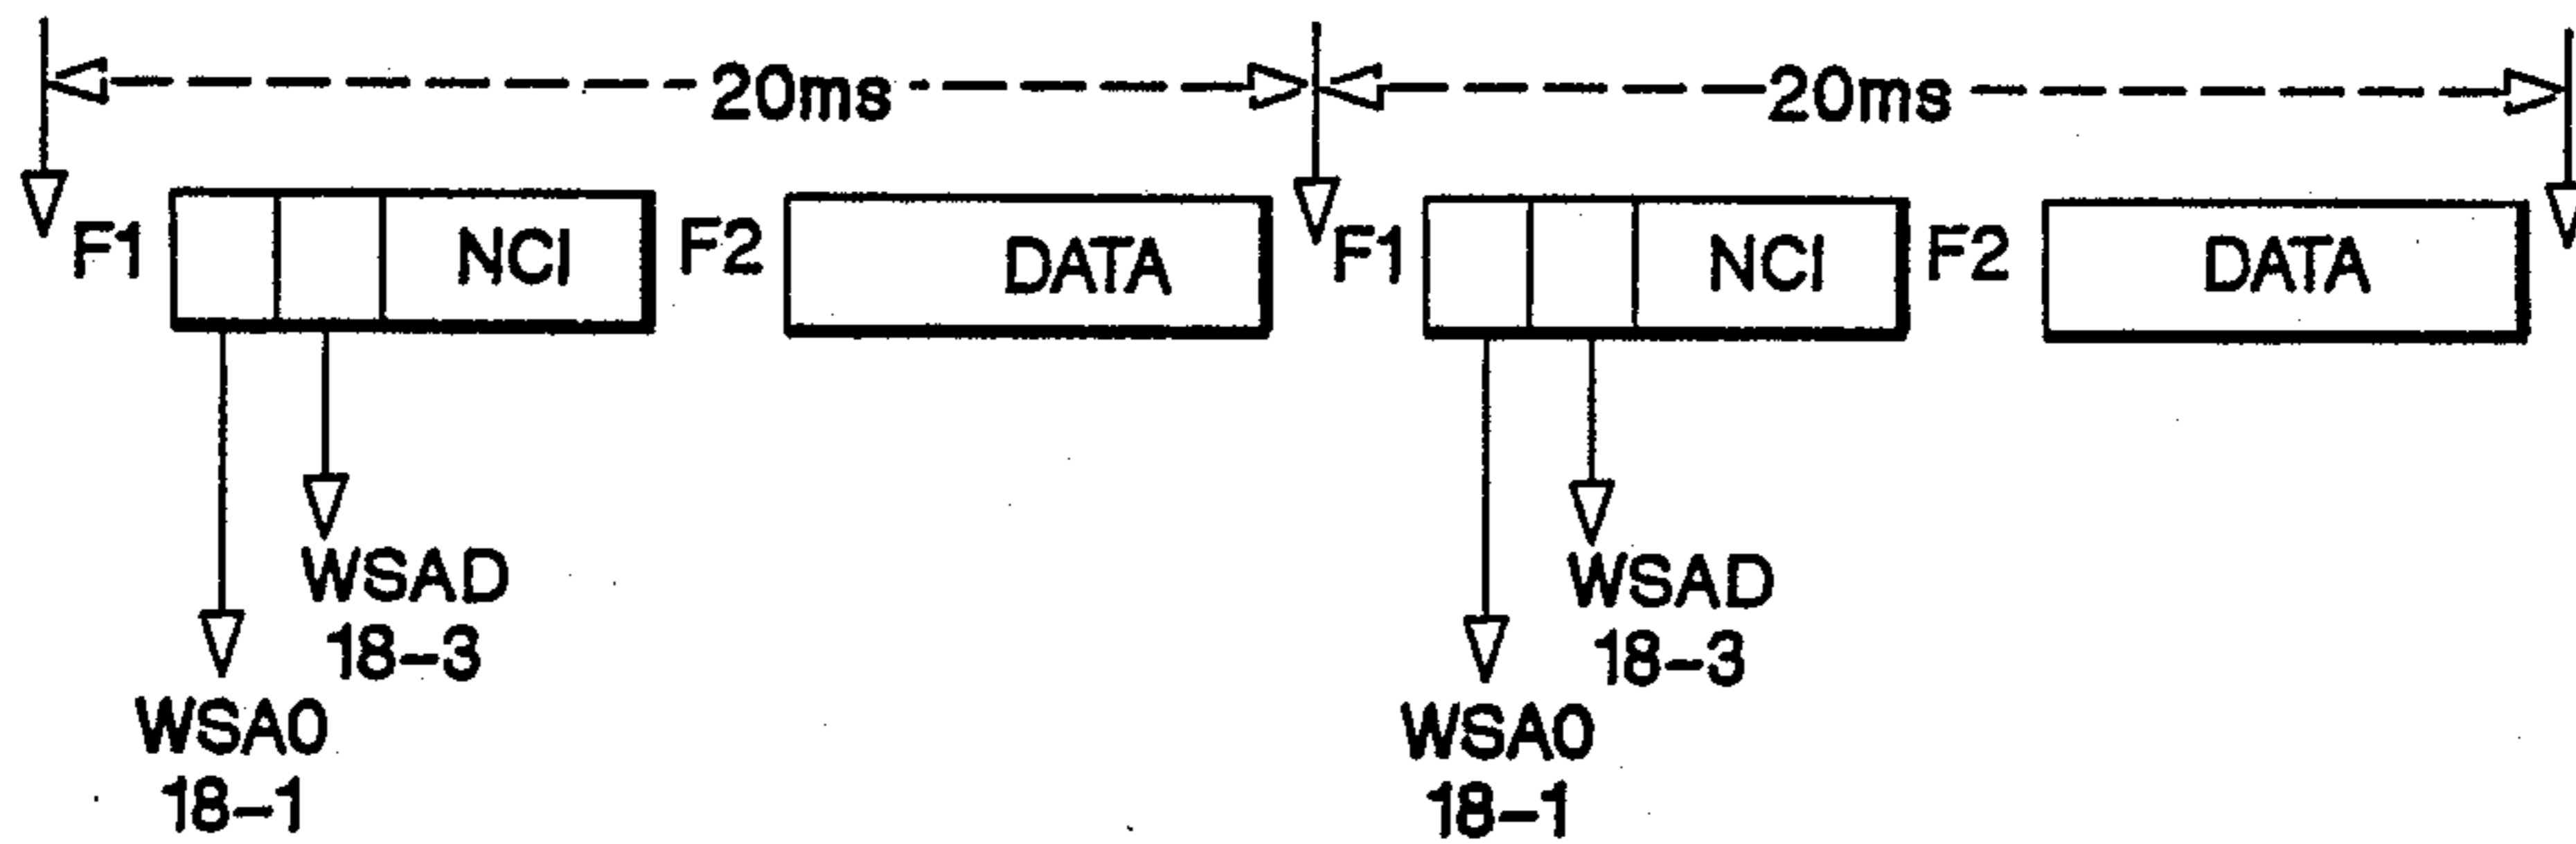 20ms 20ms
F1 NCI F2 DATA F1 NCI F2 DATA
WSAD WSAD
18-3 18-3
WSA0 WSA0
18-1 18-1